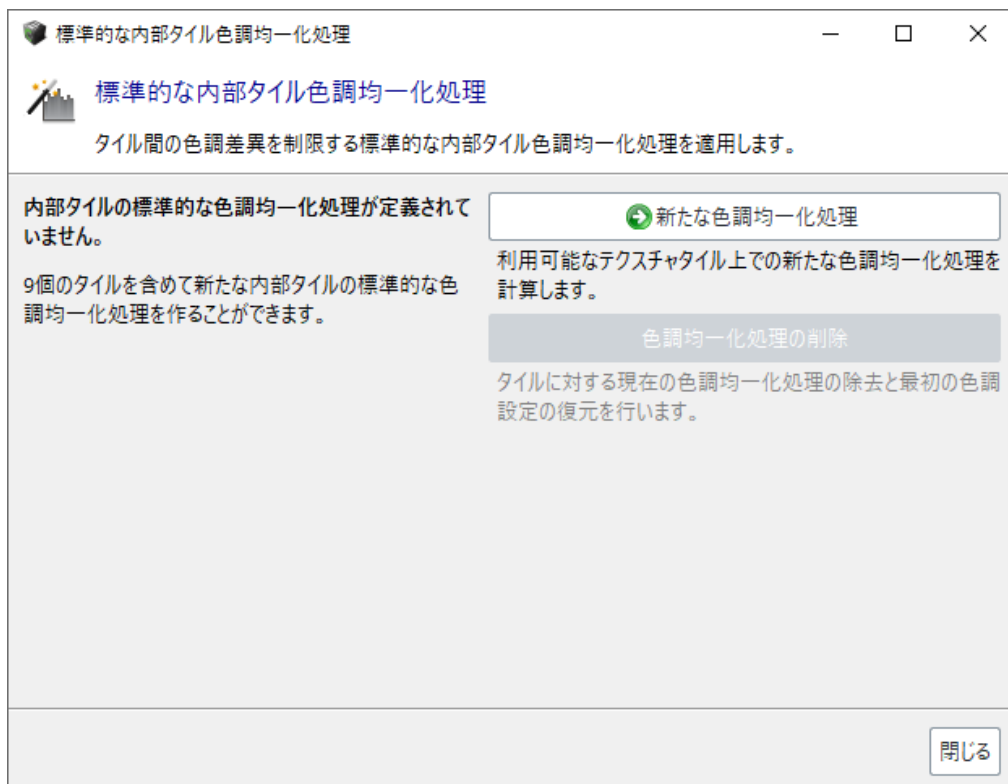 標準的な内部タイル色調均一化処理
標準的な内部タイル色調均一化処理
タイル間の色調差異を制限する標準的な内部タイル色調均一化処理を適用します。
内部タイルの標準的な色調均一化処理が定義されて
いません。
9個のタイルを含めて新たな内部タイルの標準的な色
調均一化処理を作ることができます。
新たな色調均一化処理
利用可能なテクスチャタイル上での新たな色調均一化処理を
計算します。
色調均一化処理の削除
タイルに対する現在の色調均一化処理の除去と最初の色調
設定の復元を行います。
閉じる